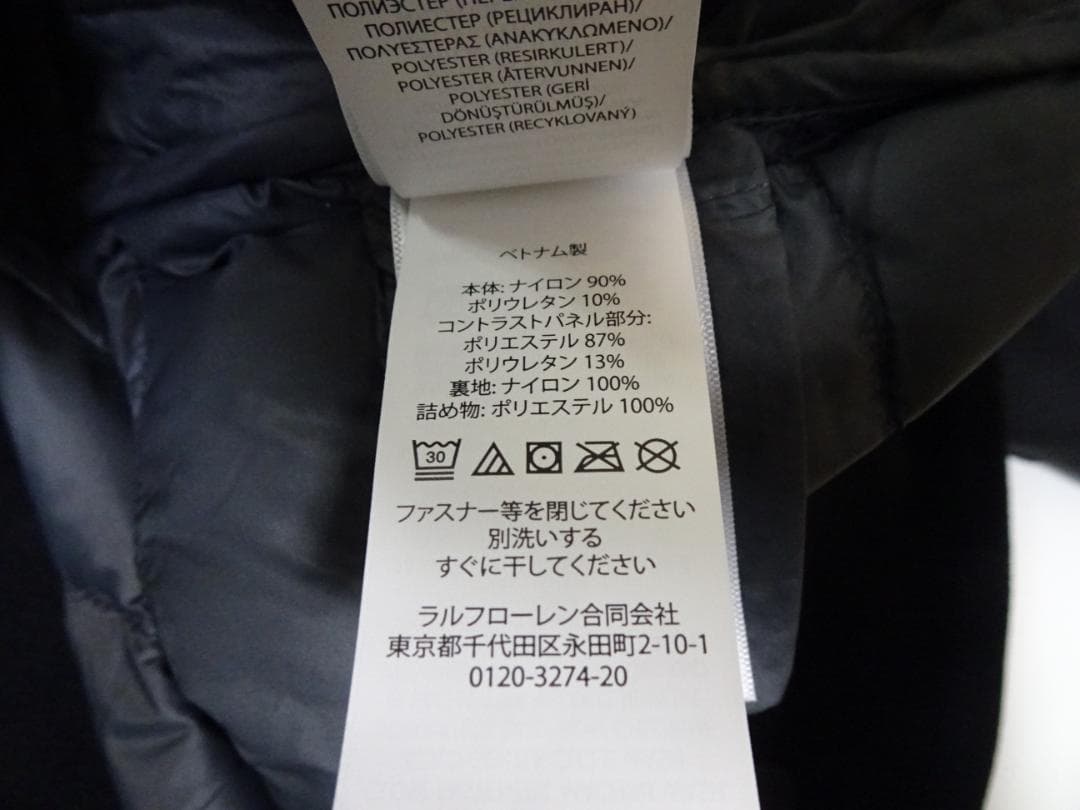 ПОЛИЭСТЕР
ПОЛИЕСТЕР (РЕЦИКЛИРАН)/
ΠΟΛΥΕΣΤΕΡΑΣ (ΑΝΑΚΥΚΛΩΜΕΝΟ)/
POLYESTER (RESIRKULERT)/
POLYESTER (ÅTERVUNNEN)/
POLYESTER (GERİ
DÖNÜŞTÜRÜLMÜŞ)/
POLYESTER (RECYKLOVANÝ)
ベトナム製
本体: ナイロン 90%
ポリウレタン 10%
コントラストパネル部分:
ポリエステル 87%
ポリウレタン 13%
裏地: ナイロン 100%
詰め物: ポリエステル 100%
30
ファスナー等を閉じてください
別洗いする
すぐに干してください
ラルフローレン合同会社
東京都千代田区永田町2-10-1
0120-3274-20